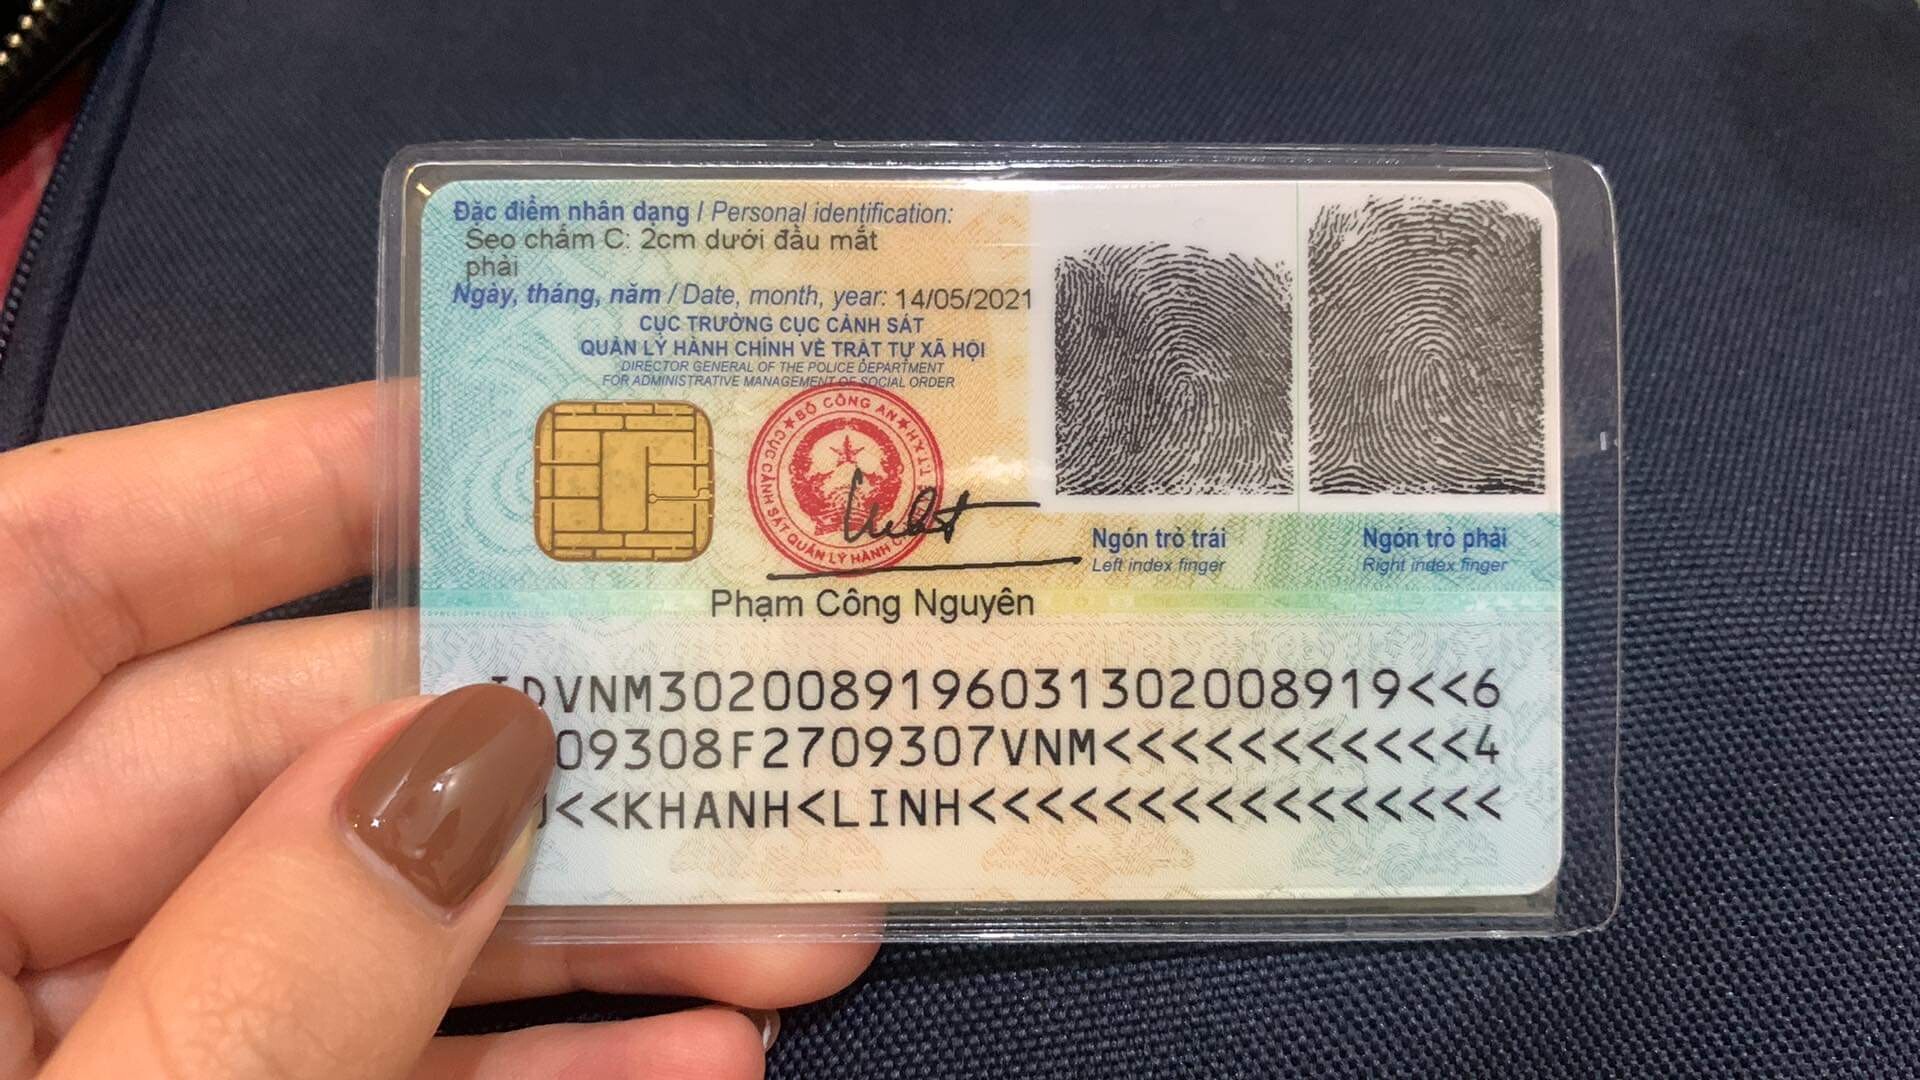 Đặc điểm nhân dạng / Personal identification:
Sẹo chấm C: 2cm dưới đầu mắt
phải
Ngày, tháng, năm / Date, month, year: 14/05/2021
CỤC TRƯỞNG CỤC CẢNH SÁT
QUẢN LÝ HÀNH CHÍNH VỀ TRẬT TỰ XÃ HỘI
DIRECTOR GENERAL OF THE POLICE DEPARTMENT
FOR ADMINISTRATIVE MANAGEMENT OF SOCIAL ORDER
BỘ CÔNG AN
CỤC CẢNH SÁT QUẢN LÝ HÀNH
TTXH
Ngón trỏ trái
Left index finger
Ngón trỏ phải
Right index finger
Phạm Công Nguyên
IDVNM3020089196031302008919<<6
09308F2709307VNM<<<<<<<<<<<4
<<KHANH<LINH<<<<<<<<<<<<<<<<